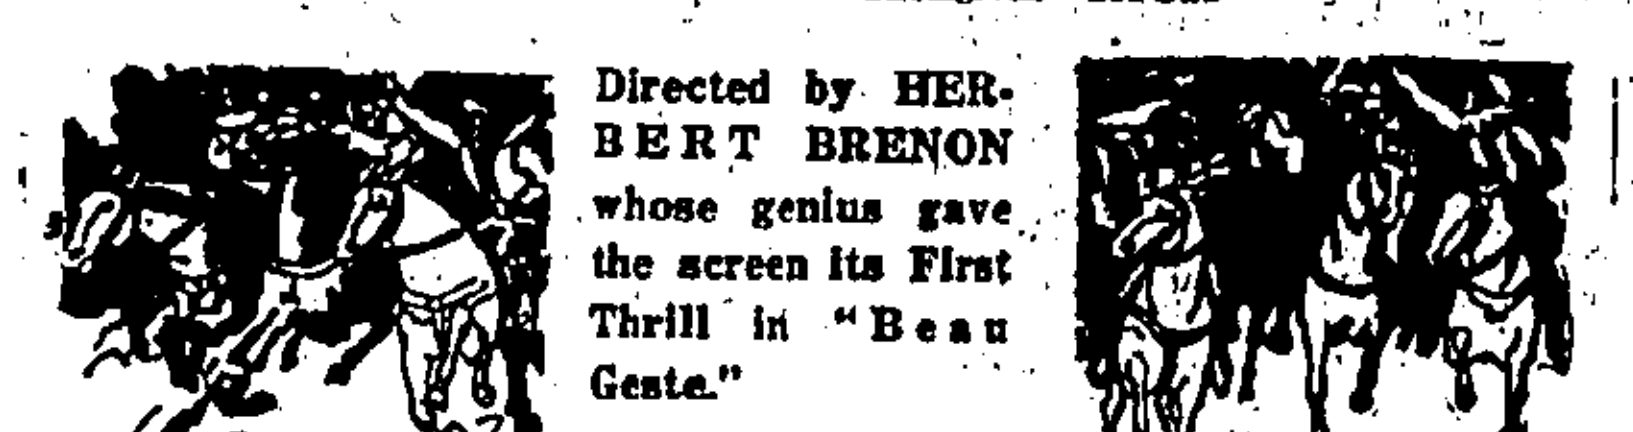 Directed by HER-
BERT BRENON
whose genius gave
the screen its First
Thrill in "Beau
Geste."